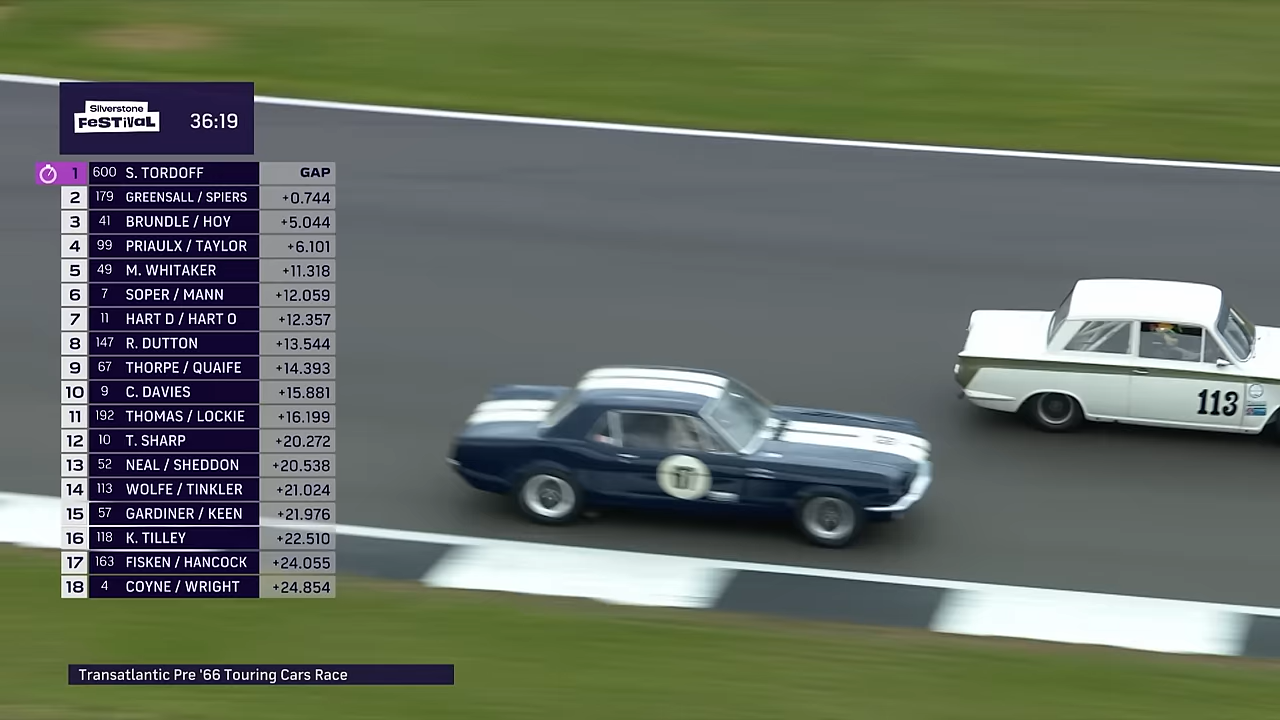 Silverstone
FeSTiVaL
36:19
1 600 S. TORDOFF GAP
2 179 GREENSALL / SPIERS +0.744
3 41 BRUNDLE / HOY +5.044
4 99 PRIAULX / TAYLOR +6.101
5 49 M. WHITAKER +11.318
6 7 SOPER / MANN +12.059
7 11 HART D / HART O +12.357
8 147 R. DUTTON +13.544
9 67 THORPE / QUAIFE +14.393
10 9 C. DAVIES +15.881
11 192 THOMAS / LOCKIE +16.199
12 10 T. SHARP +20.272
13 52 NEAL / SHEDDON +20.538
14 113 WOLFE / TINKLER +21.024
15 57 GARDINER / KEEN +21.976
16 118 K. TILLEY +22.510
17 163 FISKEN / HANCOCK +24.055
18 4 COYNE / WRIGHT +24.854
113
Transatlantic Pre '66 Touring Cars Race